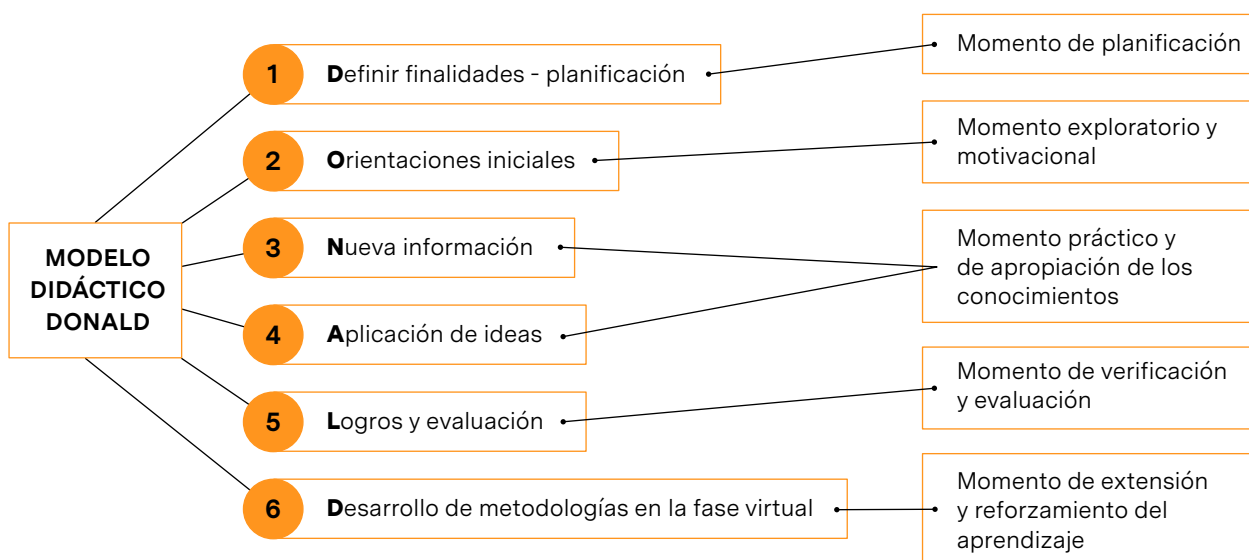 MODELO
DIDÁCTICO
DONALD
1
Definir finalidades - planificación
Momento de planificación
2
Orientaciones iniciales
Momento exploratorio y
motivacional
3
Nueva información
4
Aplicación de ideas
Momento práctico y
de apropiación de los
conocimientos
5
Logros y evaluación
Momento de verificación
y evaluación
6
Desarrollo de metodologías en la fase virtual
Momento de extensión
y reforzamiento del
aprendizaje